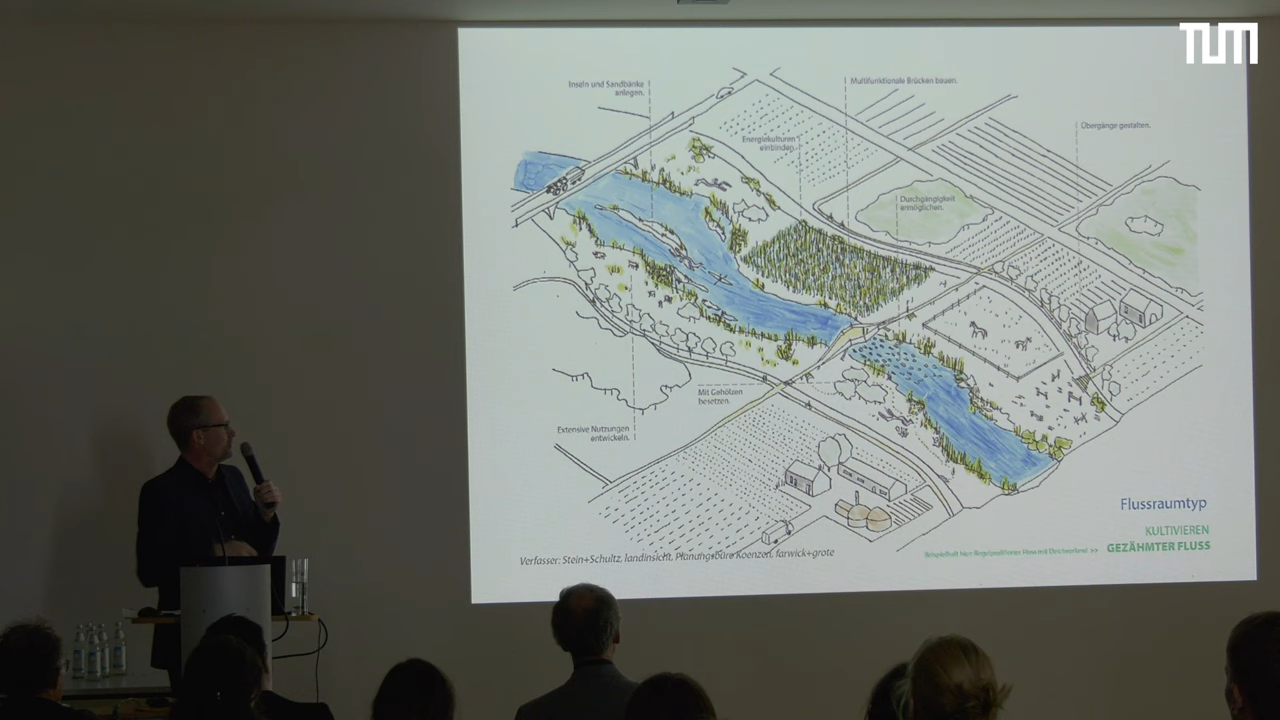 TUM
Inseln und Sandbänke
anlegen.
Multifunktionale Brücken bauen.
Energiekulturen
einbinden.
Übergänge gestalten.
Durchgängigkeit
ermöglichen.
Mit Gehölzen
besetzen.
Extensive Nutzungen
entwickeln.
Flussraumtyp
KULTIVIEREN
GEZÄHMTER FLUSS
Verfasser: Stein+Schultz, landinsicht, Planungsbüro Koenzen, farwick+grote